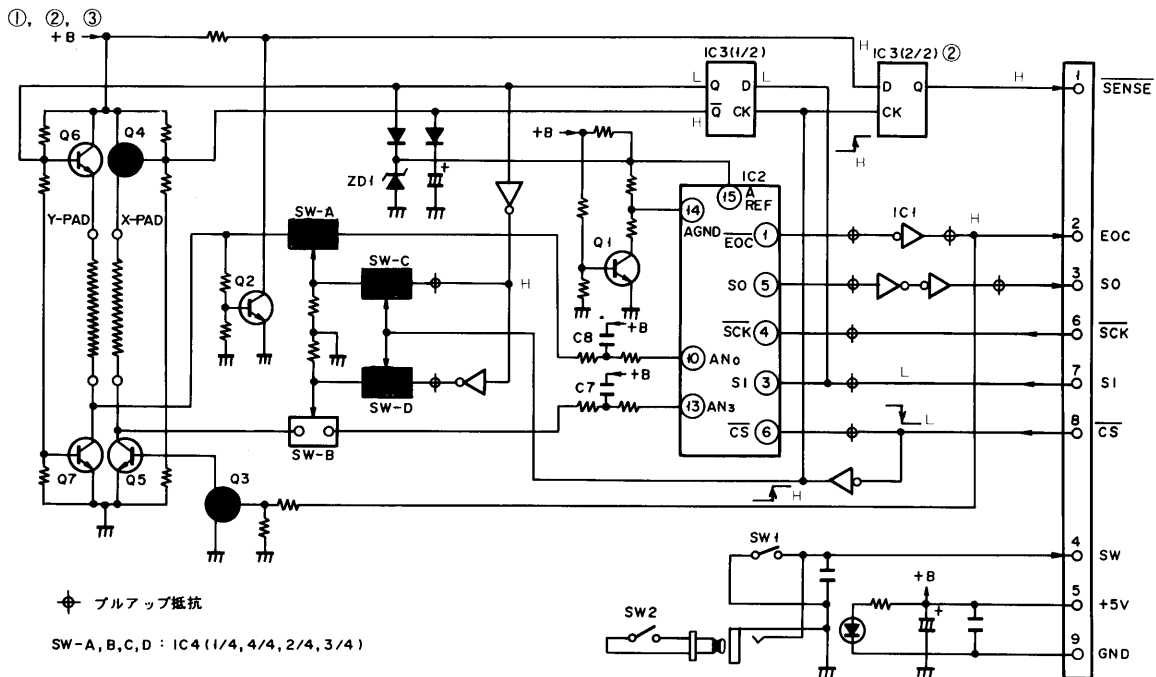 ①, ②, ③
+B
H
IC3(1/2)
IC3(2/2) ②
L
Q
D
L
D
Q
H
1
SENSE
Q
CK
CK
H
H
Q6
Q4
+B
ZD1
IC2
15
A
REF
14
AGND
IC1
Y-PAD
X-PAD
SW-A
Q1
EOC
1
H
2
EOC
SW-C
H
SO
5
3
SO
Q2
C8
+B
SCK
4
6
SCK
10
AN0
SW-D
C7
+B
SI
3
L
7
SI
13
AN3
L
8
CS
CS
6
SW-B
Q7
Q5
Q3
H
SW1
4
SW
+B
5
+5V
プルアップ抵抗
SW2
SW-A, B, C, D : IC4 (1/4, 4/4, 2/4, 3/4)
9
GND